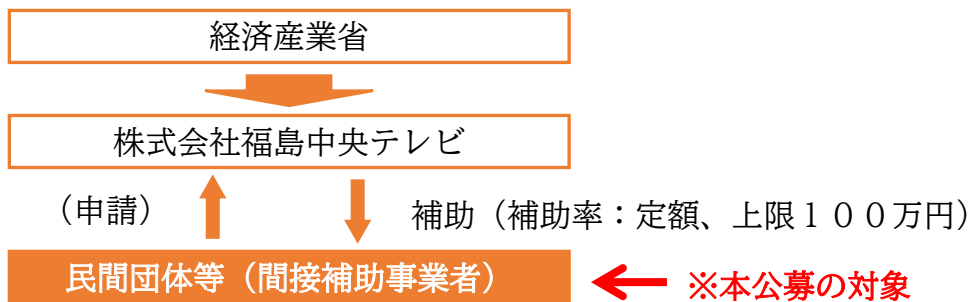 経済産業省
株式会社福島中央テレビ
（申請）
補助（補助率：定額、上限１００万円）
民間団体等（間接補助事業者）
※本公募の対象